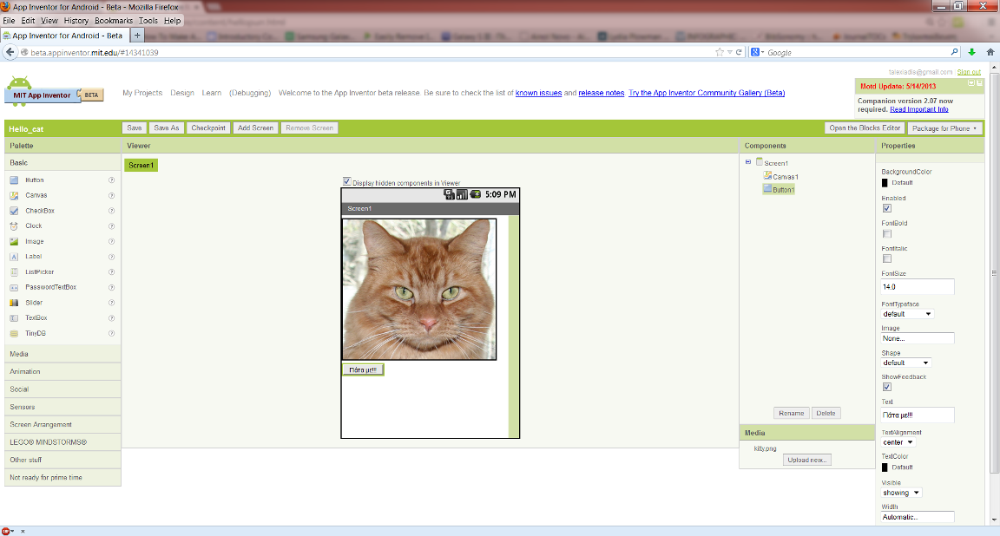 App Inventor for Android - Beta - Mozilla Firefox
File Edit View History Bookmarks Tools Help
App Inventor for Android - Beta
beta.appinventor.mit.edu/#14341039
Google
talexiadis@gmail.com Sign out
MIT App Inventor BETA
My Projects Design Learn (Debugging) Welcome to the App Inventor beta release. Be sure to check the list of known issues and release notes. Try the App Inventor Community Gallery (Beta)
Motd Update: 5/14/2013
Companion version 2.07 now
required. Read Important Info
Hello_cat
Save Save As Checkpoint Add Screen Remove Screen Open the Blocks Editor Package for Phone
Palette
Basic
Button
Canvas
CheckBox
Clock
Image
Label
ListPicker
PasswordTextBox
Slider
TextBox
TinyDB
Media
Animation
Social
Sensors
Screen Arrangement
LEGO® MINDSTORMS®
Other stuff
Not ready for prime time
Viewer
Screen1
Display hidden components in Viewer
5:09 PM
Screen1
Πάτα με!!!
Components
Screen1
Canvas1
Button1
Rename Delete
Media
kitty.png
Upload new...
Properties
BackgroundColor
Default
Enabled
FontBold
FontItalic
FontSize
14.0
FontTypeface
default
Image
None...
Shape
default
ShowFeedback
Text
Πάτα με!!!
TextAlignment
center
TextColor
Default
Visible
showing
Width
Automatic...